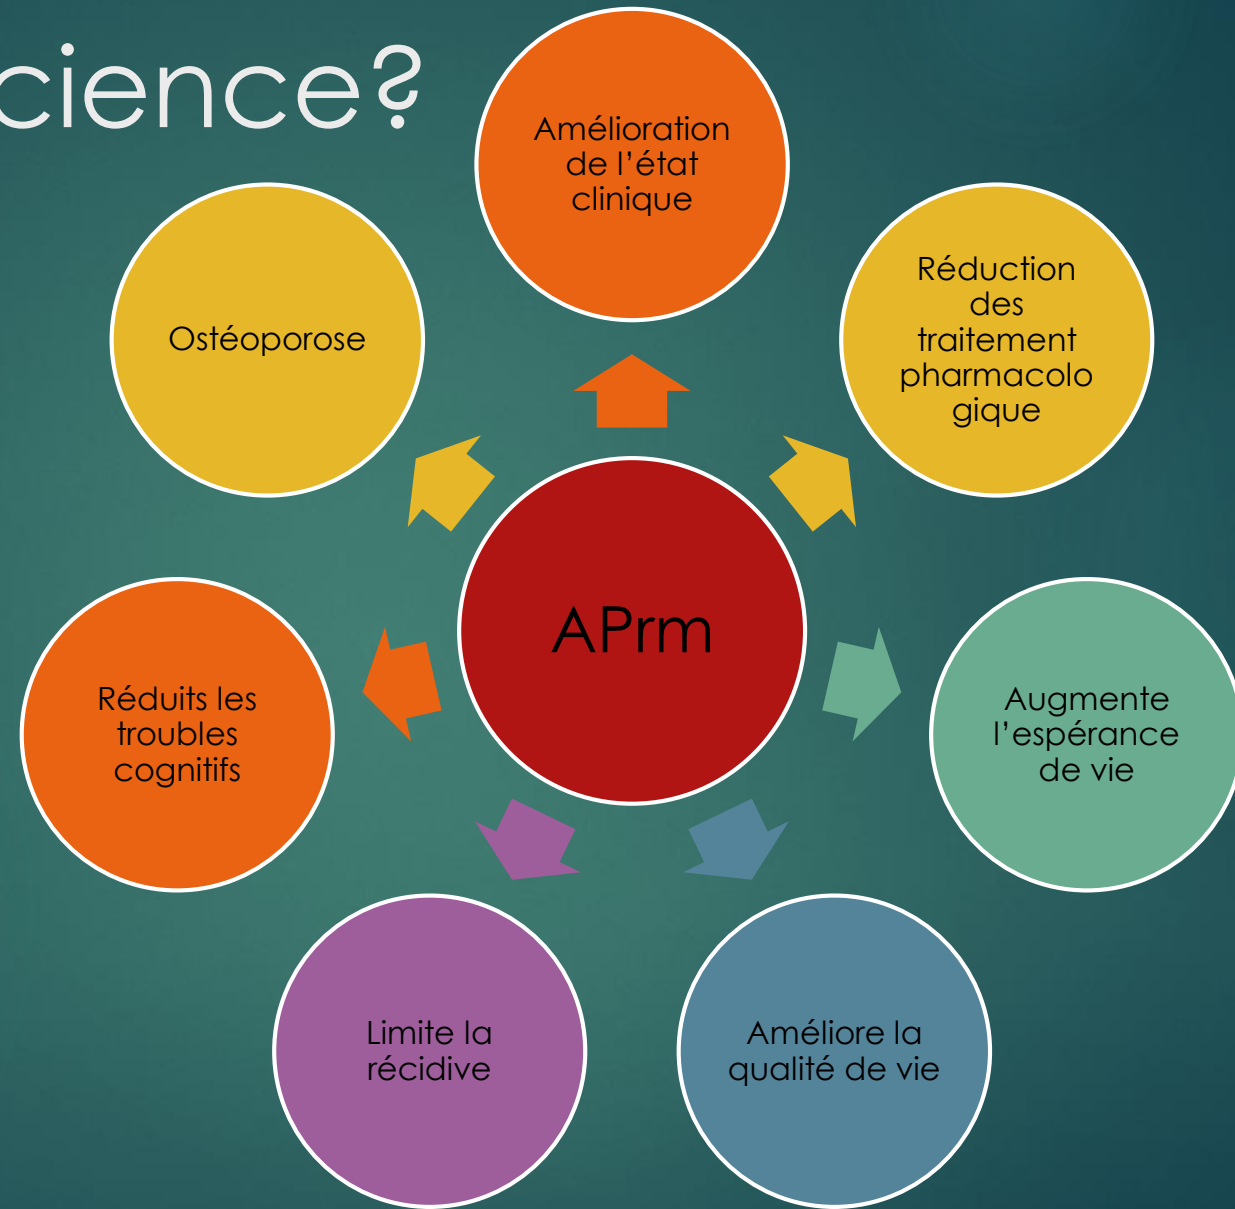 cience?
Amélioration
de l'état
clinique
Réduction
des
traitement
pharmacolo
gique
Augmente
l'espérance
de vie
Améliore la
qualité de vie
Limite la
récidive
Réduits les
troubles
cognitifs
Ostéoporose
APrm